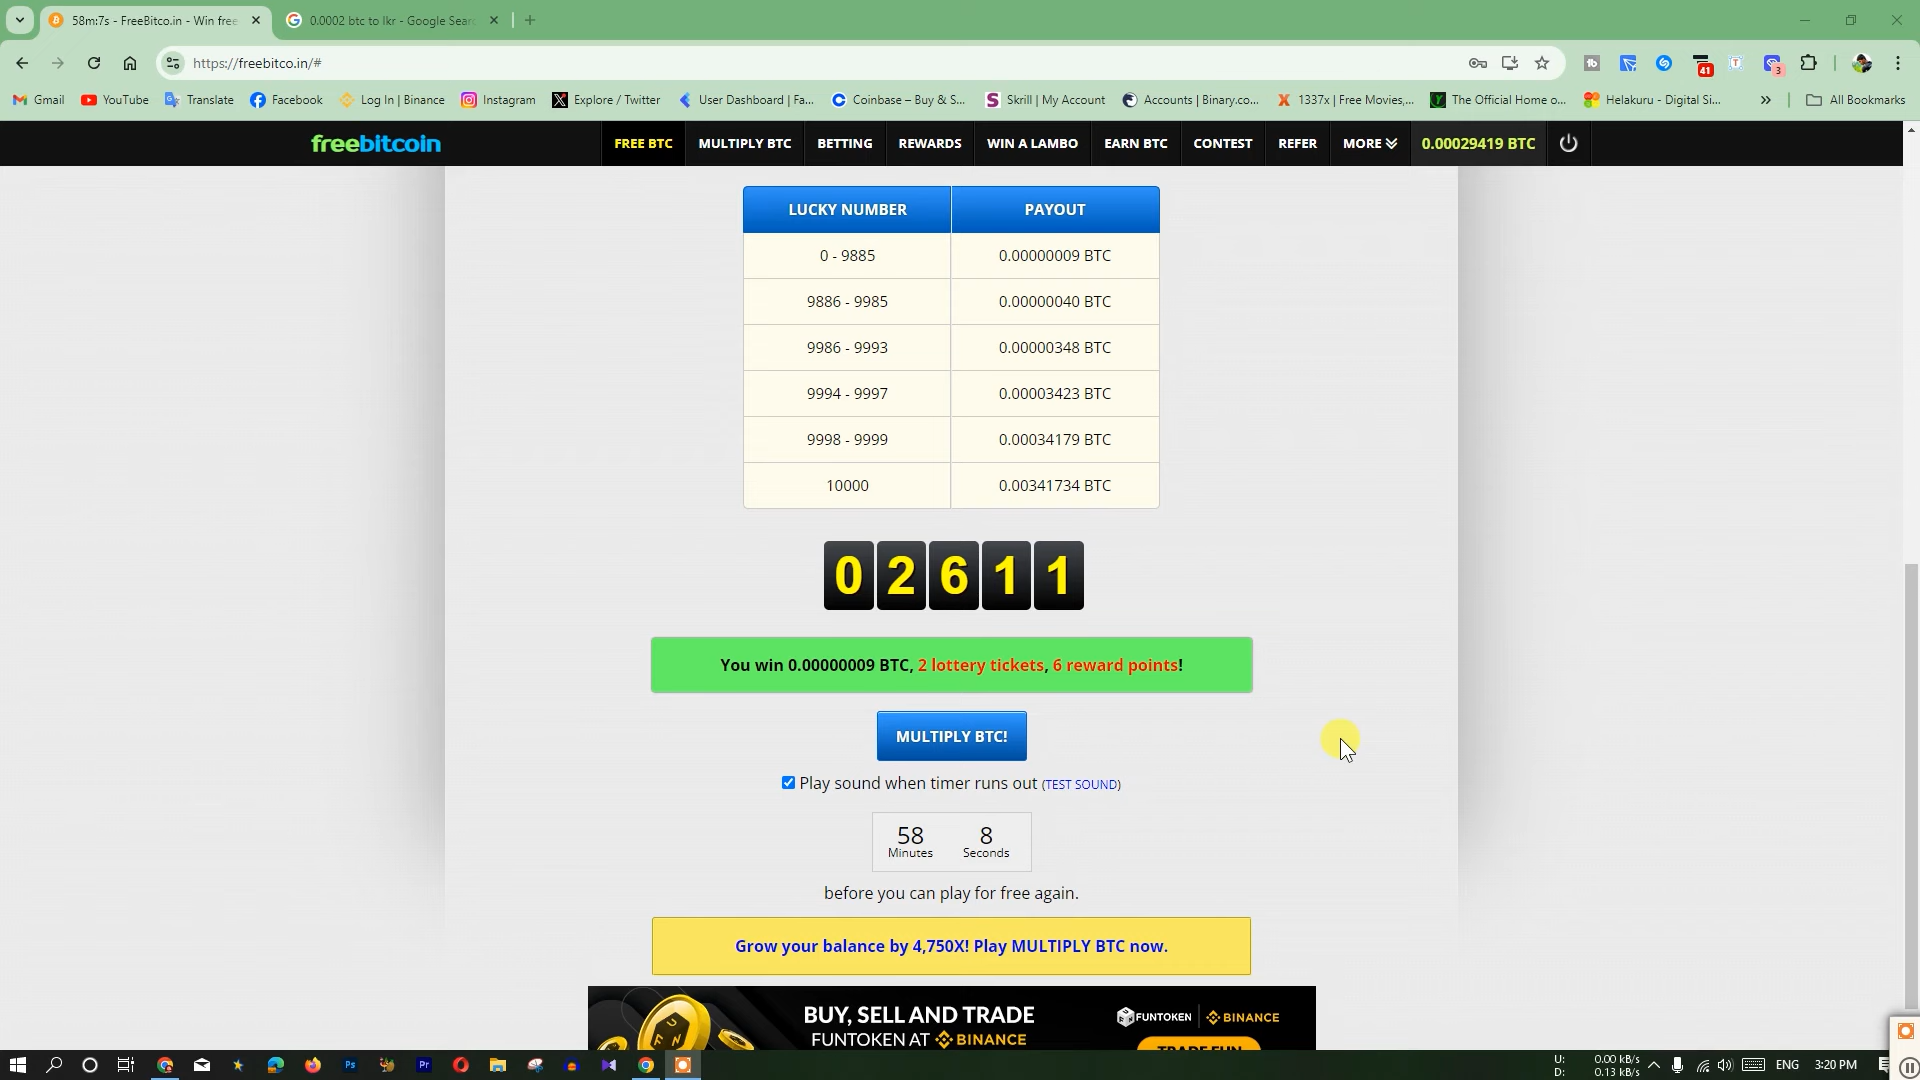 58m:7s - FreeBitco.in - Win free
0.0002 btc to lkr - Google Sear
https://freebitco.in/#
41
3
Gmail
YouTube
Translate
Facebook
Log In | Binance
Instagram
Explore / Twitter
User Dashboard | Fa...
Coinbase – Buy & S...
Skrill | My Account
Accounts | Binary.co...
1337x | Free Movies,...
The Official Home o...
Helakuru - Digital Si...
All Bookmarks
freebitcoin
FREE BTC
MULTIPLY BTC
BETTING
REWARDS
WIN A LAMBO
EARN BTC
CONTEST
REFER
MORE
0.00029419 BTC
LUCKY NUMBER PAYOUT
0 - 9885 0.00000009 BTC
9886 - 9985 0.00000040 BTC
9986 - 9993 0.00000348 BTC
9994 - 9997 0.00003423 BTC
9998 - 9999 0.00034179 BTC
10000 0.00341734 BTC
0 2 6 1 1
You win 0.00000009 BTC, 2 lottery tickets, 6 reward points!
MULTIPLY BTC!
Play sound when timer runs out (TEST SOUND)
58 8
Minutes Seconds
before you can play for free again.
Grow your balance by 4,750X! Play MULTIPLY BTC now.
BUY, SELL AND TRADE
FUNTOKEN AT BINANCE
FUNTOKEN BINANCE
TRADE FUN
U: 0.00 kB/s
D: 0.13 kB/s
ENG
3:20 PM